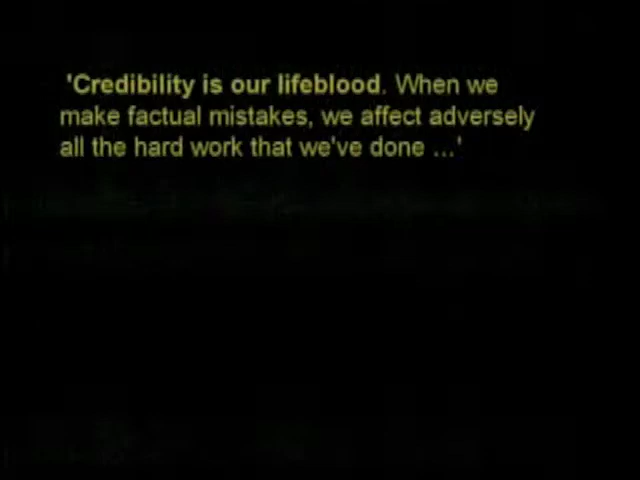 'Credibility is our lifeblood. When we
make factual mistakes, we affect adversely
all the hard work that we've done ...'